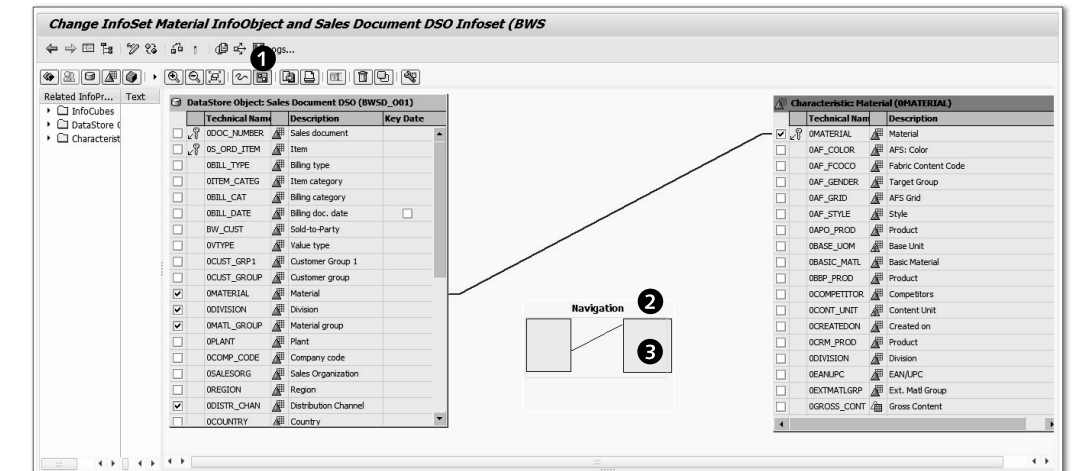 Change InfoSet Material InfoObject and Sales Document DSO Infoset (BWS
ogs...
1
Related InfoPr... Text
InfoCubes
DataStore (
Characterist
DataStore Object: Sales Document DSO (BWSD_O01)
Technical Name Description Key Date
0DOC_NUMBER Sales document
0S_ORD_ITEM Item
0BILL_TYPE Billing type
0ITEM_CATEG Item category
0BILL_CAT Billing category
0BILL_DATE Billing doc. date
BW_CUST Sold-to-Party
0VTYPE Value type
0CUST_GRP1 Customer Group 1
0CUST_GROUP Customer group
0MATERIAL Material
0DIVISION Division
0MATL_GROUP Material group
0PLANT Plant
0COMP_CODE Company code
0SALESORG Sales Organization
0REGION Region
0DISTR_CHAN Distribution Channel
0COUNTRY Country
Navigation 2
3
Characteristic: Material (0MATERIAL)
Technical Nam Description
0MATERIAL Material
0AF_COLOR AFS: Color
0AF_FCOCO Fabric Content Code
0AF_GENDER Target Group
0AF_GRID AFS Grid
0AF_STYLE Style
0APO_PROD Product
0BASE_UOM Base Unit
0BASIC_MATL Basic Material
0BBP_PROD Product
0COMPETITOR Competitors
0CONT_UNIT Content Unit
0CREATEDON Created on
0CRM_PROD Product
0DIVISION Division
0EANUPC EAN/UPC
0EXTMATLGRP Ext. Matl Group
0GROSS_CONT Gross Content